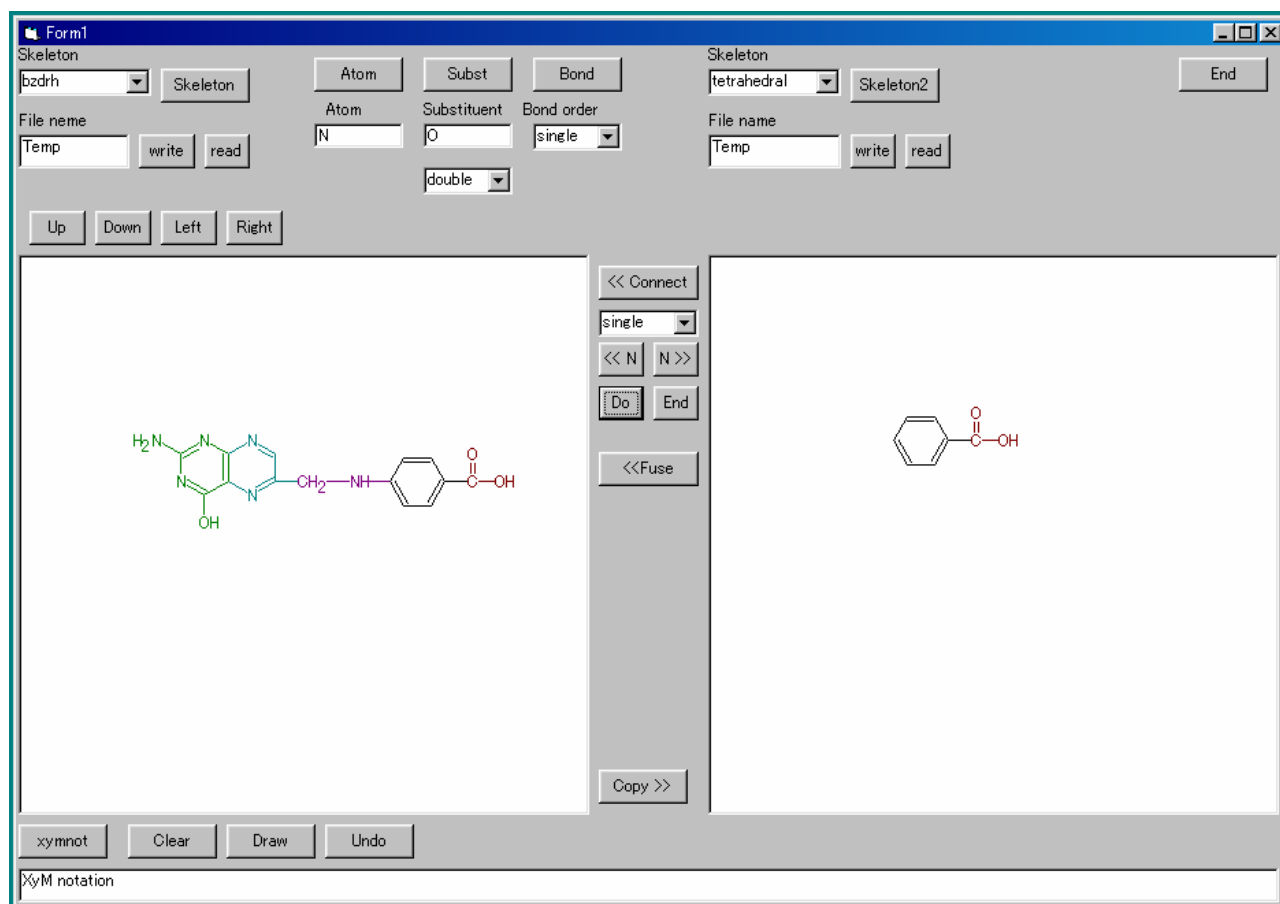 Form1
Skeleton
bzdrh
Skeleton
Atom
Subst
Bond
Skeleton
tetrahedral
Skeleton2
End
File neme
Temp
write
read
Atom
N
Substituent
O
Bond order
single
double
File name
Temp
write
read
Up
Down
Left
Right
<< Connect
single
<< N
N >>
Do
End
<<Fuse
Copy >>
H2N
N
N
N
N
OH
CH2
NH
O
C
OH
O
C
OH
xymnot
Clear
Draw
Undo
XyM notation